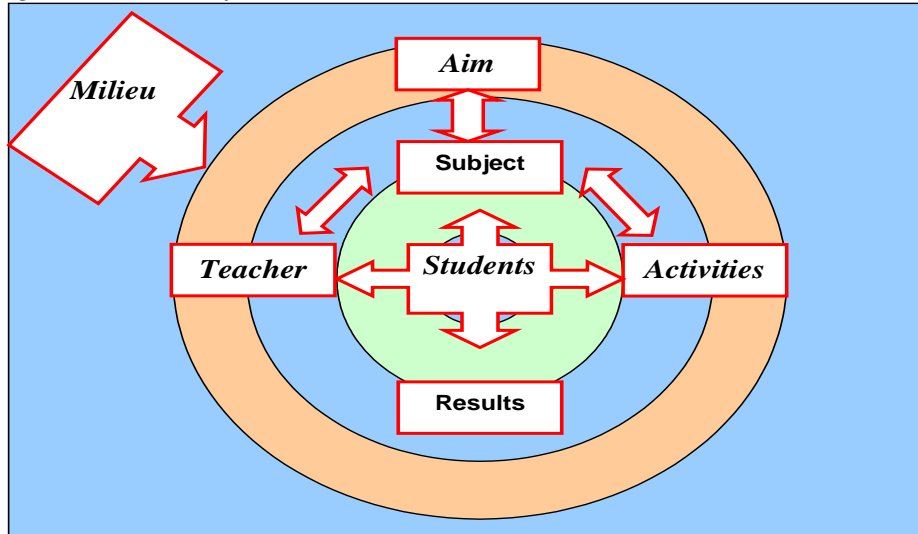 Aim
Milieu
Subject
Teacher
Students
Activities
Results